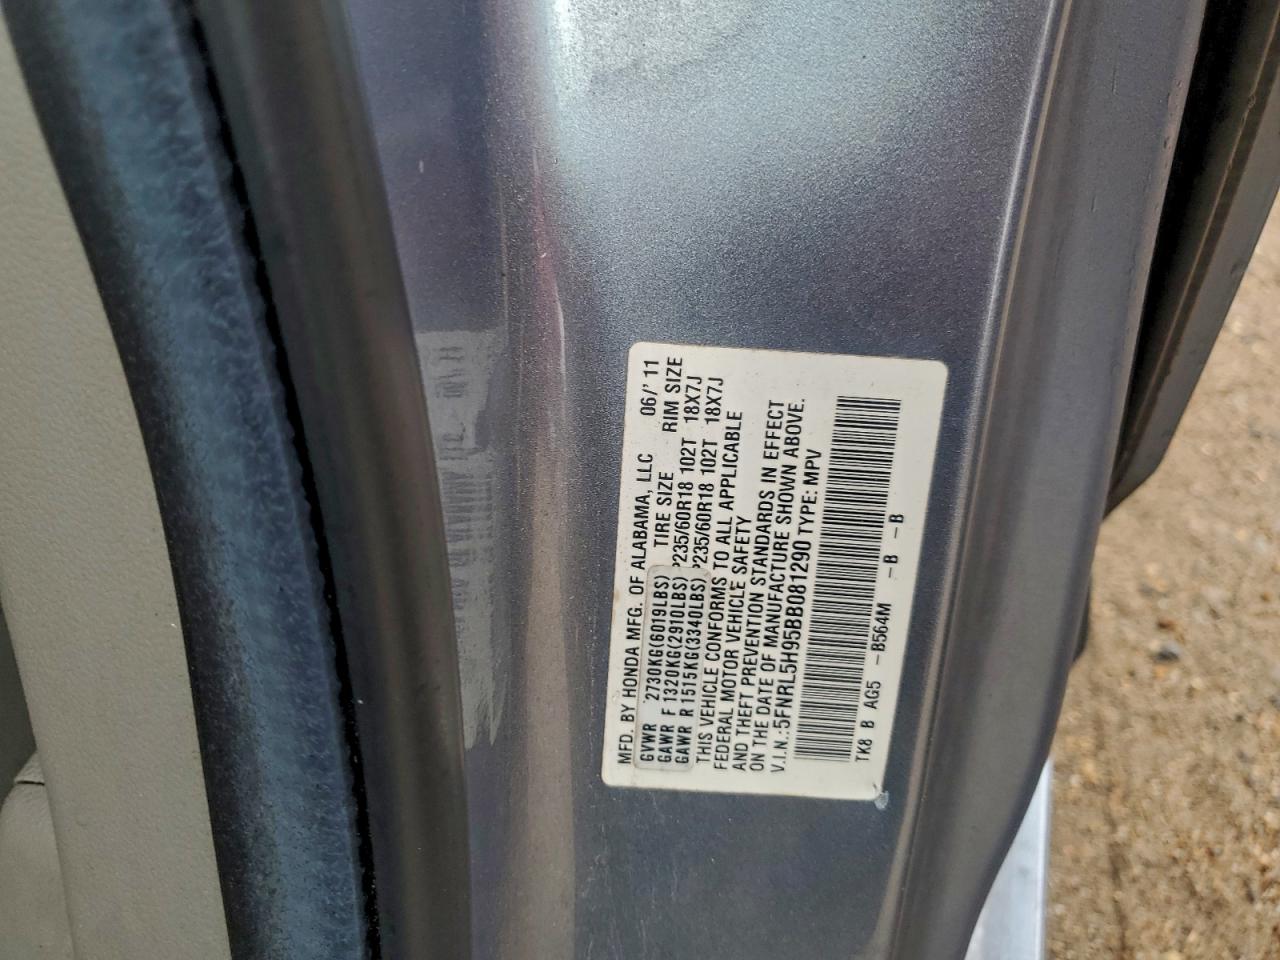 MFD. BY HONDA MFG. OF ALABAMA, LLC 06/' 11
GVWR 2730KG(6019LBS) TIRE SIZE RIM SIZE
GAWR F 1320KG(2910LBS) P235/60R18 102T 18X7J
GAWR R 1515KG(3340LBS) P235/60R18 102T 18X7J
THIS VEHICLE CONFORMS TO ALL APPLICABLE
FEDERAL MOTOR VEHICLE SAFETY
AND THEFT PREVENTION STANDARDS IN EFFECT
ON THE DATE OF MANUFACTURE SHOWN ABOVE.
V.I.N.:5FNRL5H95BB081290 TYPE: MPV
TK8 B AG5 -B564M -B -B